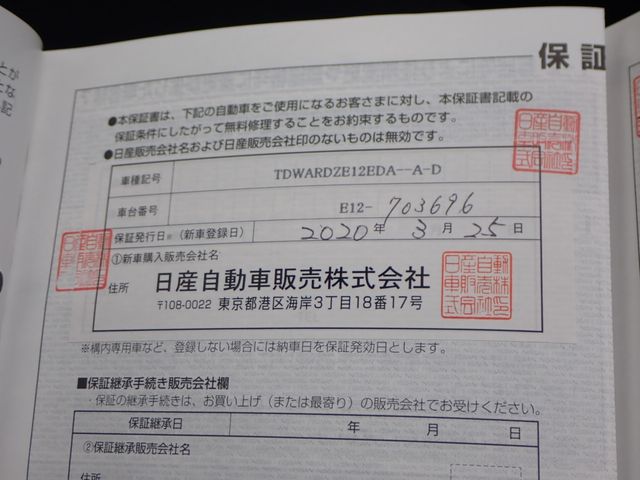 保証
●本保証書は、下記の自動車をご使用になるお客さまに対し、本保証書記載の
保証条件にしたがって無料修理することをお約束するものです。
●日産販売会社名および日産販売会社印のないものは無効です。
車種記号 TDWARDZE12EDA--A-D
車台番号 E12-703696
保証発行日※(新車登録日) 2020年 3月 25日
①新車購入販売会社名
住所 日産自動車販売株式会社
〒108-0022 東京都港区海岸3丁目18番17号
※構内専用車など、登録しない場合には納車日を保証発効日とします。
■保証継承手続き販売会社欄
・保証の継承手続きは、お買い上げ(または最寄り)の販売会社でお受けください。
保証継承日 年 月 日
②保証継承販売会社名
住所